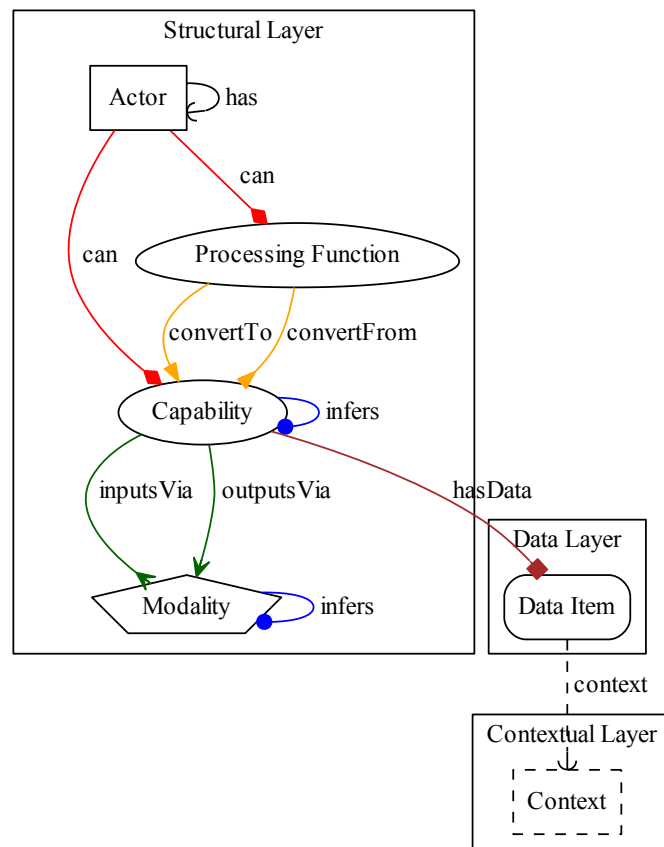 Structural Layer
Actor
has
can
can
Processing Function
convertTo
convertFrom
Capability
infers
inputsVia
outputsVia
hasData
Data Layer
Modality
infers
Data Item
context
Contextual Layer
Context